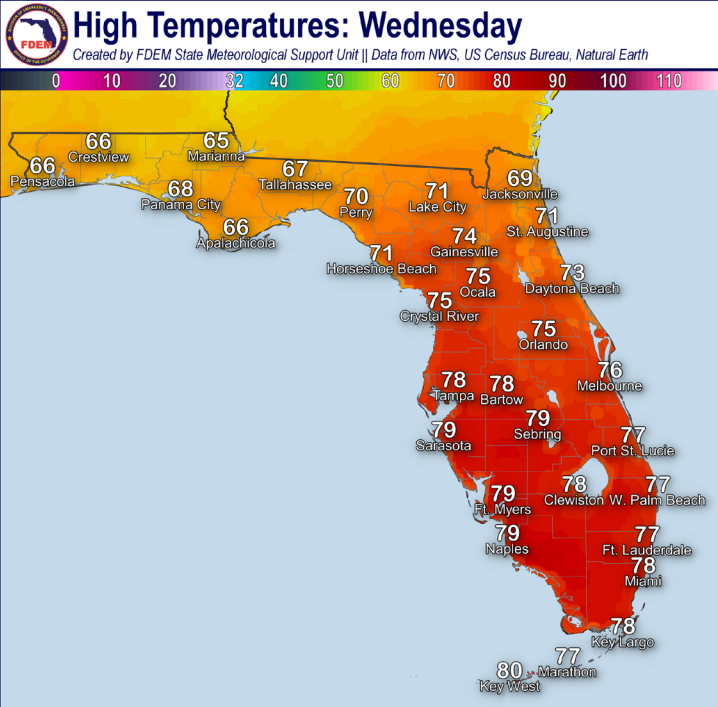 High Temperatures: Wednesday
Created by FDEM State Meteorological Support Unit || Data from NWS, US Census Bureau, Natural Earth
FDEM
0 10 20 32 40 50 60 70 80 90 100 110
66
Crestview
65
Marianna
66
Pensacola
67
Tallahassee
68
Panama City
70
Perry
71
Lake City
69
Jacksonville
66
Apalachicola
71
St. Augustine
74
Gainesville
71
Horseshoe Beach
75
Ocala
73
Daytona Beach
75
Crystal River
75
Orlando
76
Melbourne
78
Tampa
78
Bartow
79
Sebring
79
Sarasota
77
Port St. Lucie
79
Ft. Myers
78
Clewiston
77
W. Palm Beach
79
Naples
77
Ft. Lauderdale
78
Miami
78
Key Largo
77
Marathon
80
Key West